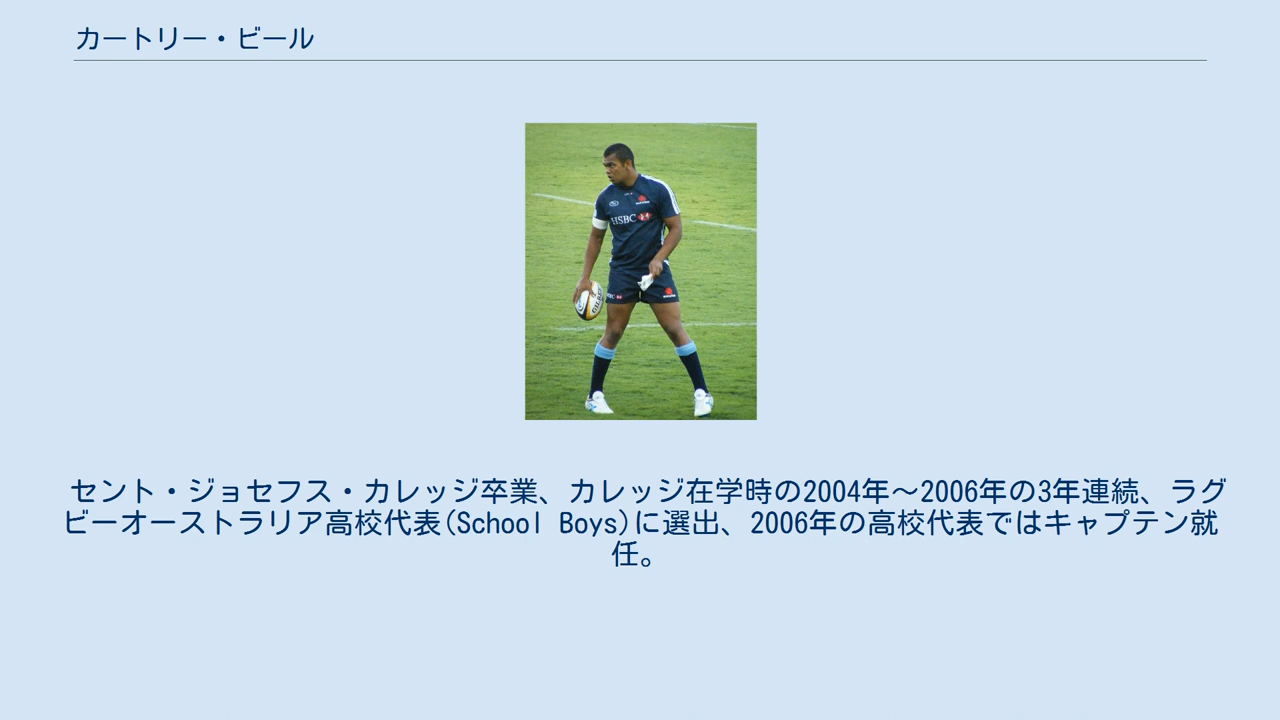 カートリー・ビール
HSBC
セント・ジョセフス・カレッジ卒業、カレッジ在学時の2004年～2006年の3年連続、ラグ
ビーオーストラリア高校代表(School Boys)に選出、2006年の高校代表ではキャプテン就
任。